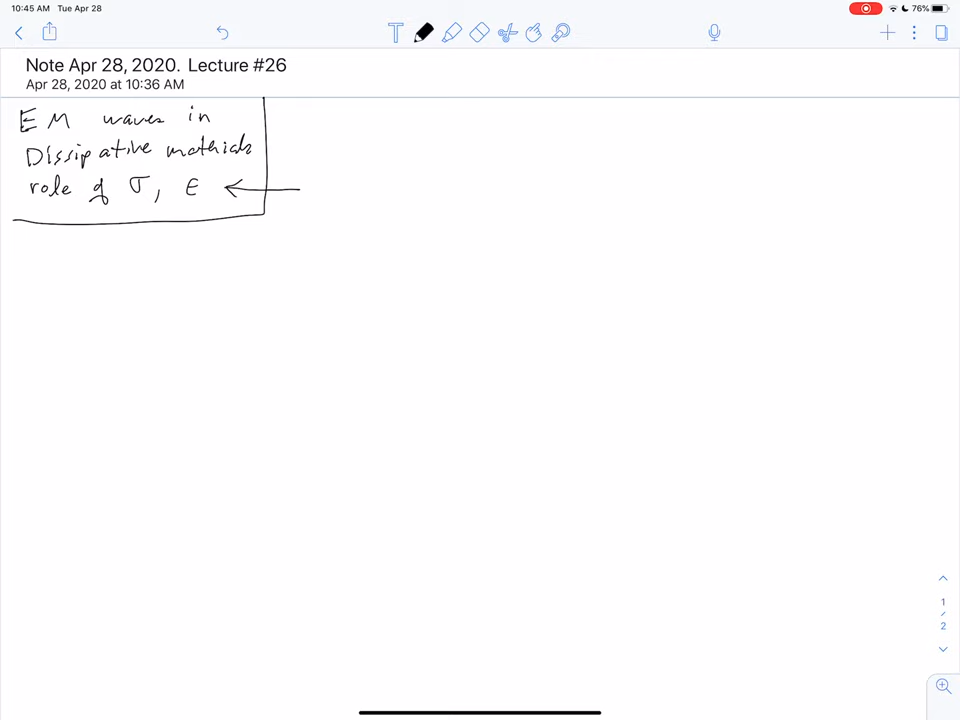 10:45 AM Tue Apr 28
76%
Note Apr 28, 2020. Lecture #26
Apr 28, 2020 at 10:36 AM
EM waves in
Dissipative materials
role of σ, ϵ ←
1
/
2